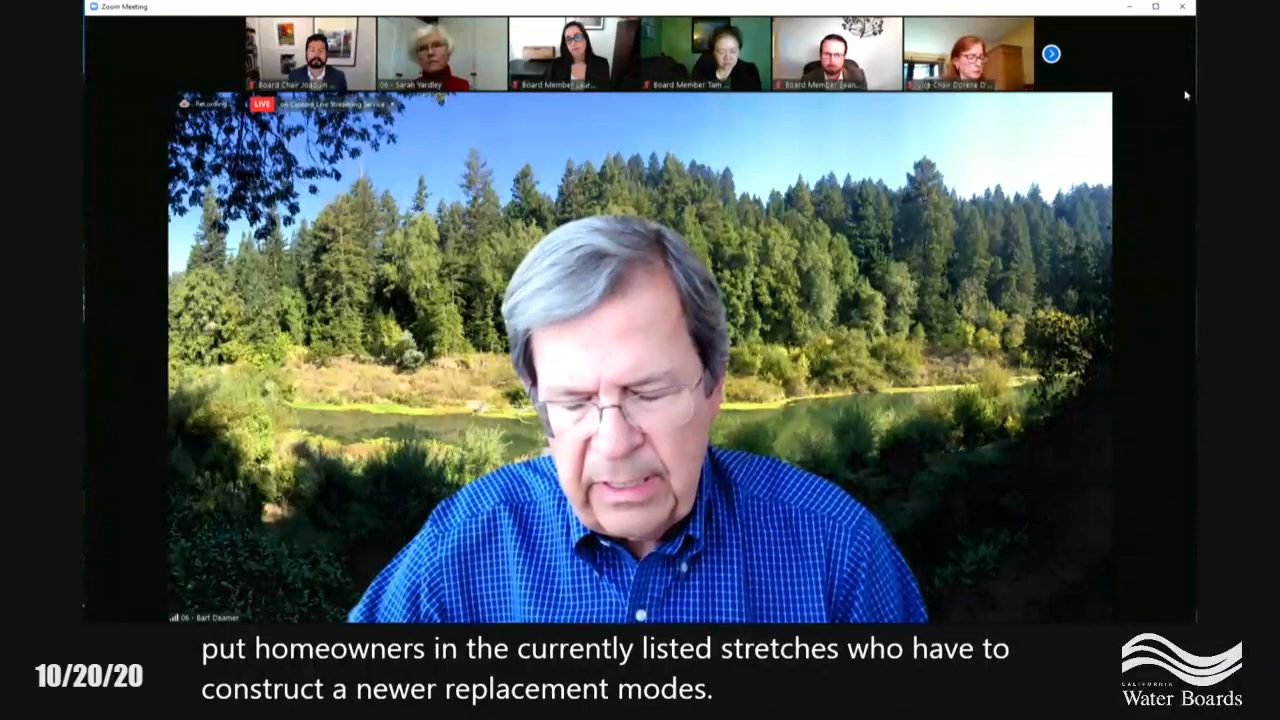 Zoom Meeting
Board Chair Joaquin ...
06 - Sarah Yardley
Board Member Laur...
Board Member Tam ...
Board Member Sean...
Vice Chair Dorene D'...
Recording
LIVE on Custom Live Streaming Service
06 - Bart Deamer
put homeowners in the currently listed stretches who have to
construct a newer replacement modes.
10/20/20
CALIFORNIA
Water Boards